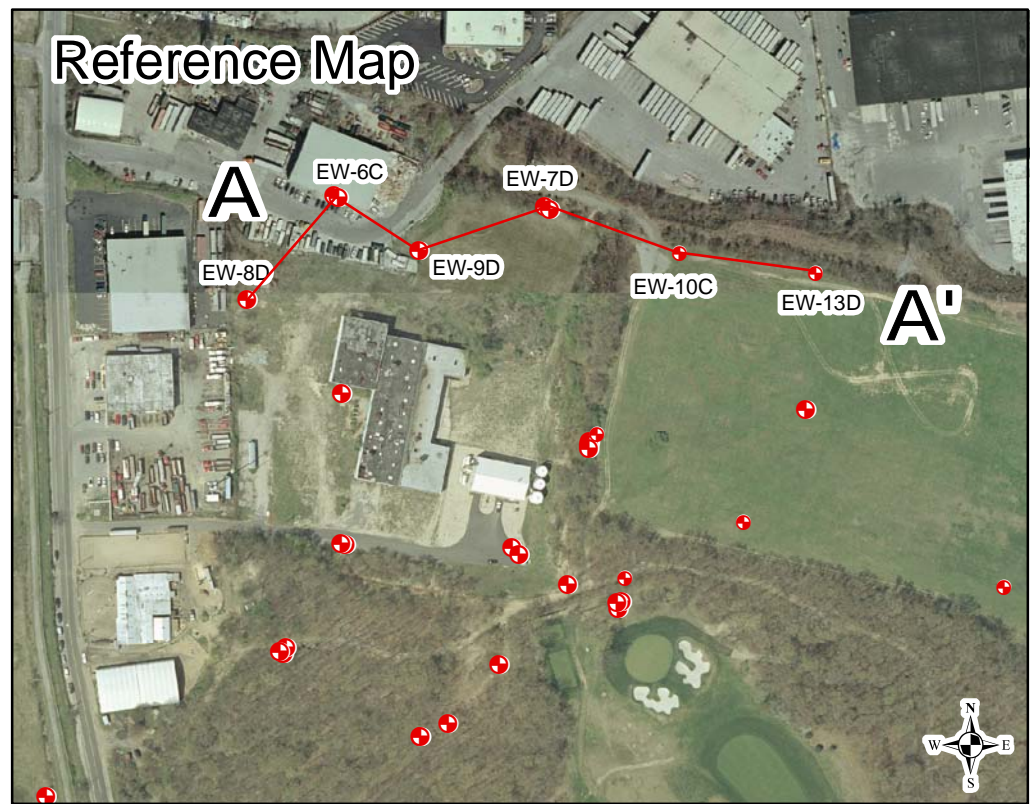 Reference Map
EW-6C
A
EW-7D
EW-8D
EW-9D
EW-10C
EW-13D
A'
N
W
E
S